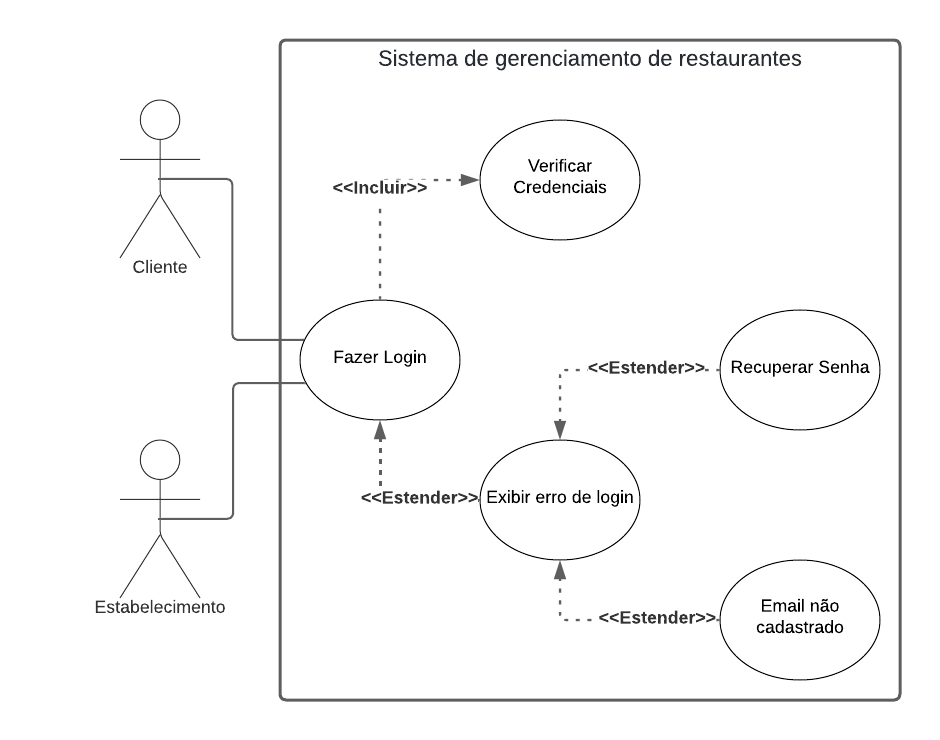 Sistema de gerenciamento de restaurantes
Verificar
Credenciais
<<Incluir>>
Cliente
Fazer Login
<<Estender>>
Recuperar Senha
<<Estender>>
Exibir erro de login
Estabelecimento
<<Estender>>
Email não
cadastrado